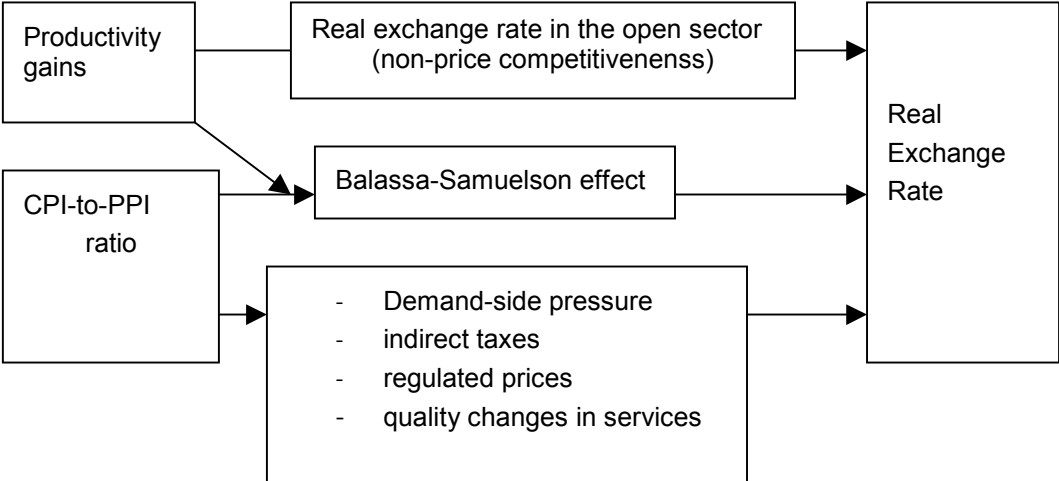 Productivity
gains
Real exchange rate in the open sector
(non-price competitivenenss)
Real
Exchange
Rate
Balassa-Samuelson effect
CPI-to-PPI
ratio
- Demand-side pressure
- indirect taxes
- regulated prices
- quality changes in services